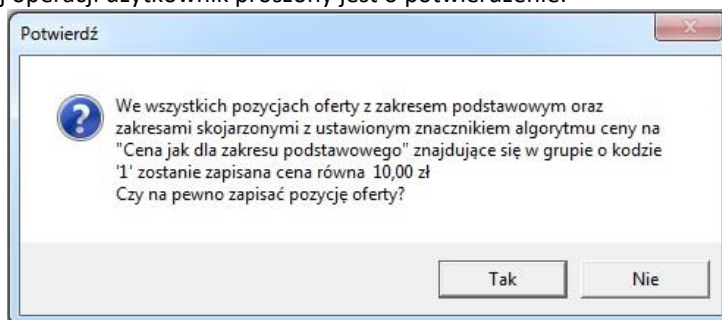 operacji użytkownik proszony jest o potwierdzenie.
Potwierdź
We wszystkich pozycjach oferty z zakresem podstawowym oraz
zakresami skojarzonymi z ustawionym znacznikiem algorytmu ceny na
"Cena jak dla zakresu podstawowego" znajdujące się w grupie o kodzie
'1' zostanie zapisana cena równa 10,00 zł
Czy na pewno zapisać pozycję oferty?
Tak
Nie